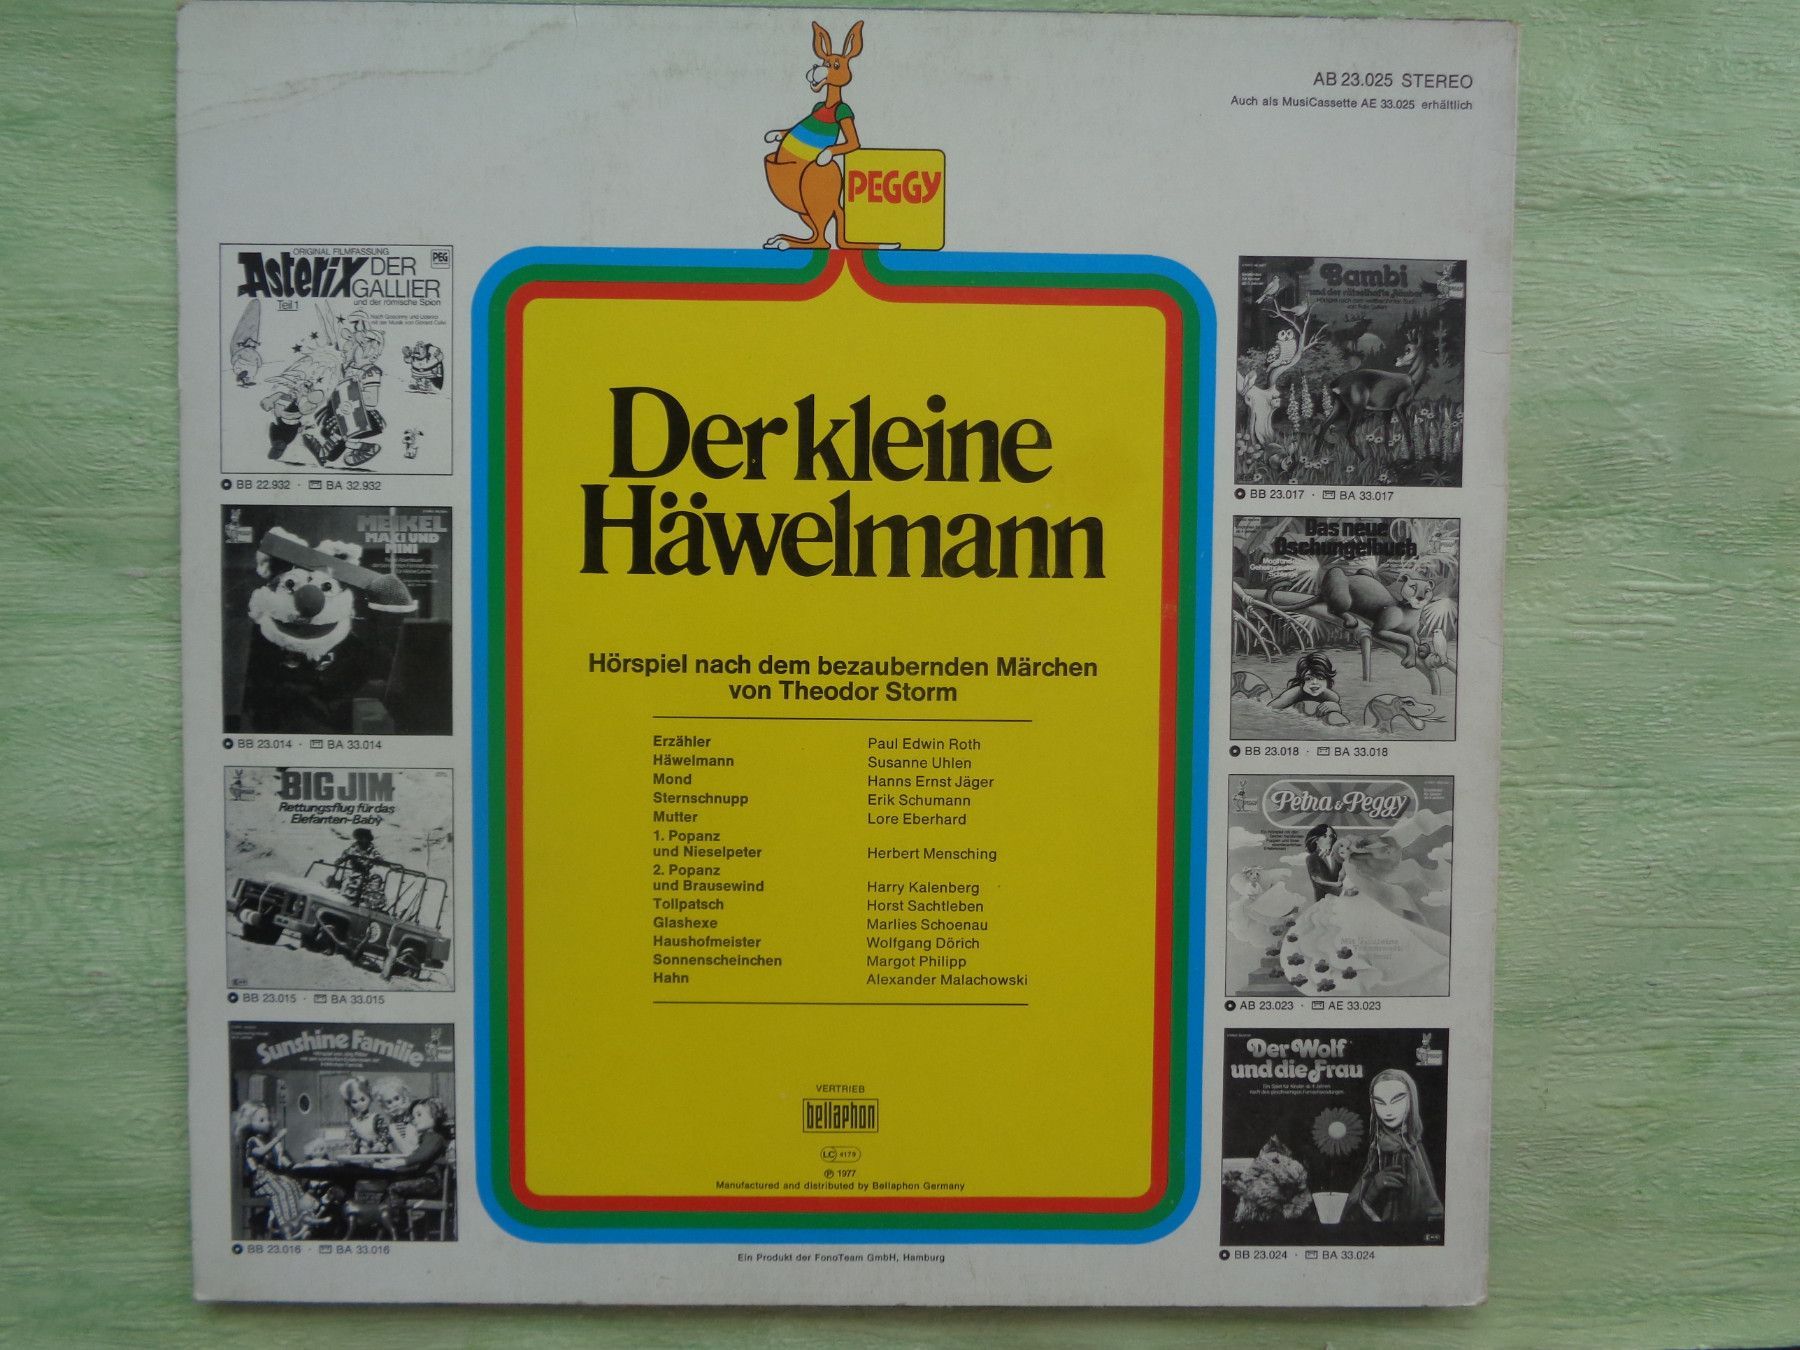 PEGGY
AB 23.025 STEREO
Auch als MusiCassette AE 33.025 erhältlich
ORIGINAL FILMFASSUNG
Asterix DER
GALLIER
Teil 1
und der römische Spion
PEG
BB 22.932 · BA 32.932
MEIKEL
MAXI UND
MINI
BB 23.014 · BA 33.014
BIG JIM
Rettungsflug für das
Elefanten-Baby
BB 23.015 · BA 33.015
Sunshine Familie
BB 23.016 · BA 33.016
Der kleine
Häwelmann
Hörspiel nach dem bezaubernden Märchen
von Theodor Storm
Erzähler Paul Edwin Roth
Häwelmann Susanne Uhlen
Mond Hanns Ernst Jäger
Sternschnupp Erik Schumann
Mutter Lore Eberhard
1. Popanz
und Nieselpeter Herbert Mensching
2. Popanz
und Brausewind Harry Kalenberg
Tollpatsch Horst Sachtleben
Glashexe Marlies Schoenau
Haushofmeister Wolfgang Dörich
Sonnenscheinchen Margot Philipp
Hahn Alexander Malachowski
VERTRIEB
bellaphon
LC 4179
℗ 1977
Manufactured and distributed by Bellaphon Germany
Ein Produkt der FonoTeam GmbH, Hamburg
Bambi
BB 23.017 · BA 33.017
Das neue
Dschungelbuch
BB 23.018 · BA 33.018
Petra & Peggy
AB 23.023 · AE 33.023
Der Wolf
und die Frau
BB 23.024 · BA 33.024